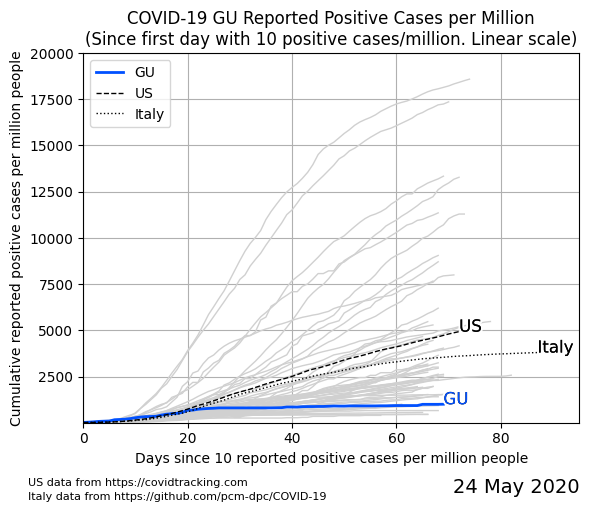 COVID-19 GU Reported Positive Cases per Million
(Since first day with 10 positive cases/million. Linear scale)
Cumulative reported positive cases per million people
20000
17500
15000
12500
10000
7500
5000
2500
GU
US
Italy
US
Italy
GU
0
20
40
60
80
Days since 10 reported positive cases per million people
US data from https://covidtracking.com
Italy data from https://github.com/pcm-dpc/COVID-19
24 May 2020